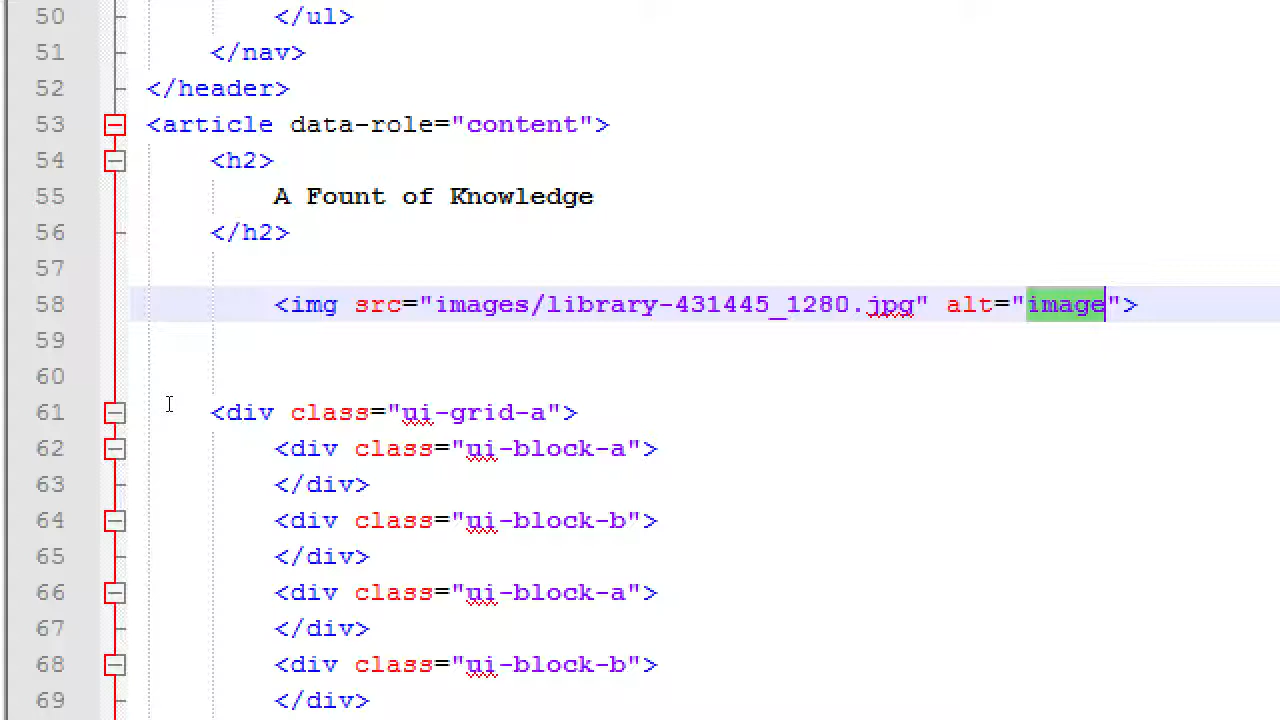 50 </ul>
51 </nav>
52 </header>
53 <article data-role="content">
54 <h2>
55 A Fount of Knowledge
56 </h2>
57
58 <img src="images/library-431445_1280.jpg" alt="image">
59
60
61 <div class="ui-grid-a">
62 <div class="ui-block-a">
63 </div>
64 <div class="ui-block-b">
65 </div>
66 <div class="ui-block-a">
67 </div>
68 <div class="ui-block-b">
69 </div>